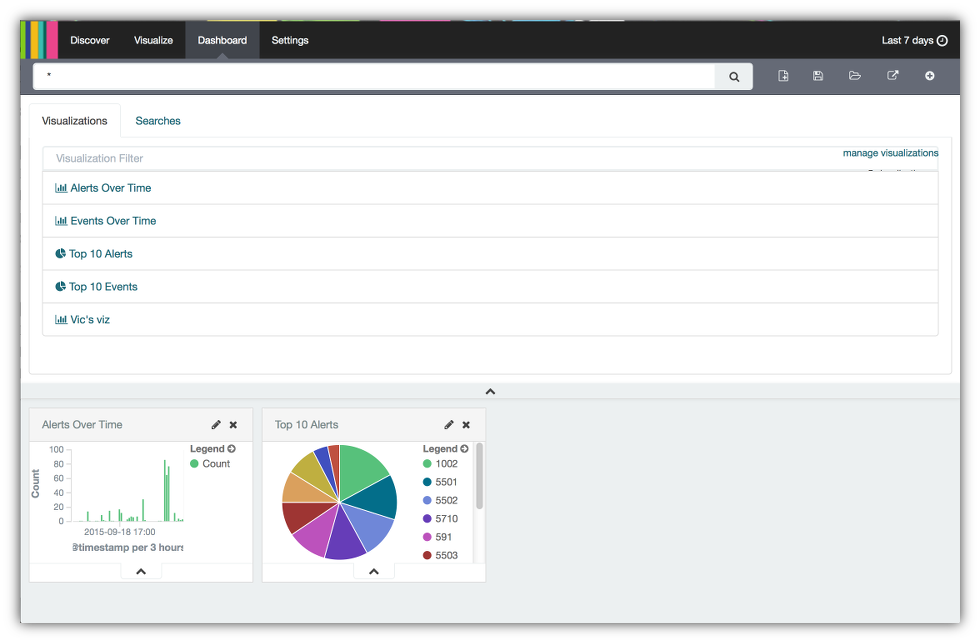 Discover Visualize Dashboard Settings Last 7 days
*
Visualizations Searches
Visualization Filter manage visualizations
Alerts Over Time
Events Over Time
Top 10 Alerts
Top 10 Events
Vic's viz
Alerts Over Time
Legend
Count
100
80
60
40
20
0
Count
2015-09-18 17:00
timestamp per 3 hours
Top 10 Alerts
Legend
1002
5501
5502
5710
591
5503